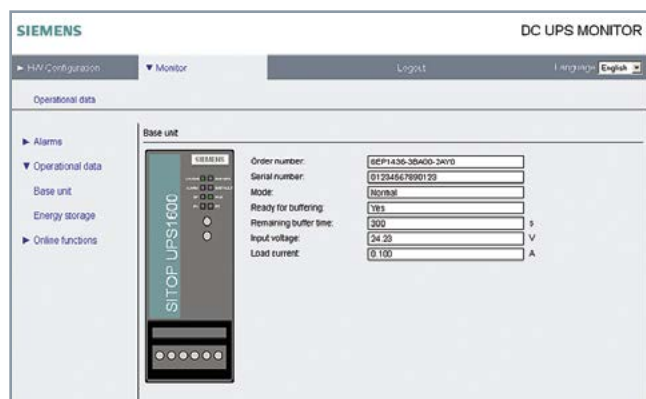 SIEMENS
DC UPS MONITOR
► HW Configuration
▼ Monitor
Logout
Language English
Operational data
► Alarms
▼ Operational data
Base unit
Energy storage
► Online functions
Base unit
SIEMENS
SITOP UPS1600
Order number: 6EP1436-3BA00-2AY0
Serial number: 01234567890123
Mode: Normal
Ready for buffering: Yes
Remaining buffer time: 300 s
Input voltage: 24.23 V
Load current: 0.100 A